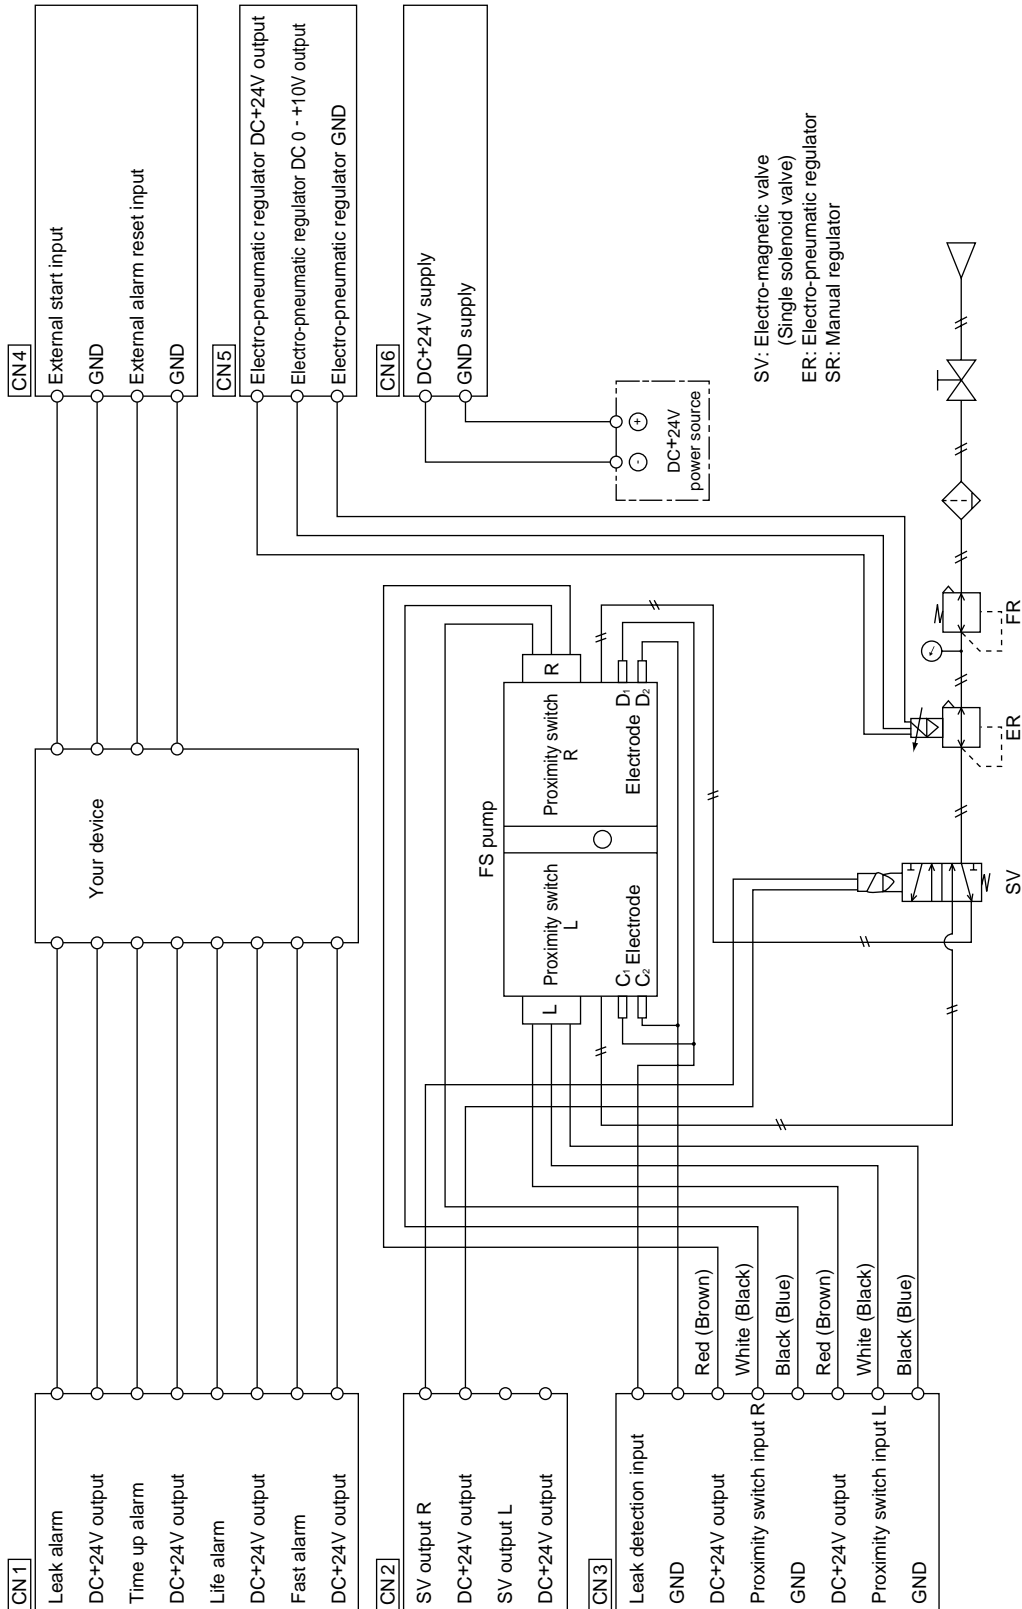 CN1
Leak alarm
DC+24V output
Time up alarm
DC+24V output
Life alarm
DC+24V output
Fast alarm
DC+24V output
CN2
SV output R
DC+24V output
SV output L
DC+24V output
CN3
Leak detection input
GND
DC+24V output
Proximity switch input R
GND
DC+24V output
Proximity switch input L
GND
Red (Brown)
White (Black)
Black (Blue)
Red (Brown)
White (Black)
Black (Blue)
Your device
FS pump
L
Proximity switch
L
C1
C2
Electrode
Proximity switch
R
Electrode
D1
D2
R
CN4
External start input
GND
External alarm reset input
GND
CN5
Electro-pneumatic regulator DC+24V output
Electro-pneumatic regulator DC 0 - +10V output
Electro-pneumatic regulator GND
CN6
DC+24V supply
GND supply
- +
DC+24V
power source
SV: Electro-magnetic valve
(Single solenoid valve)
ER: Electro-pneumatic regulator
SR: Manual regulator
SV
ER
FR